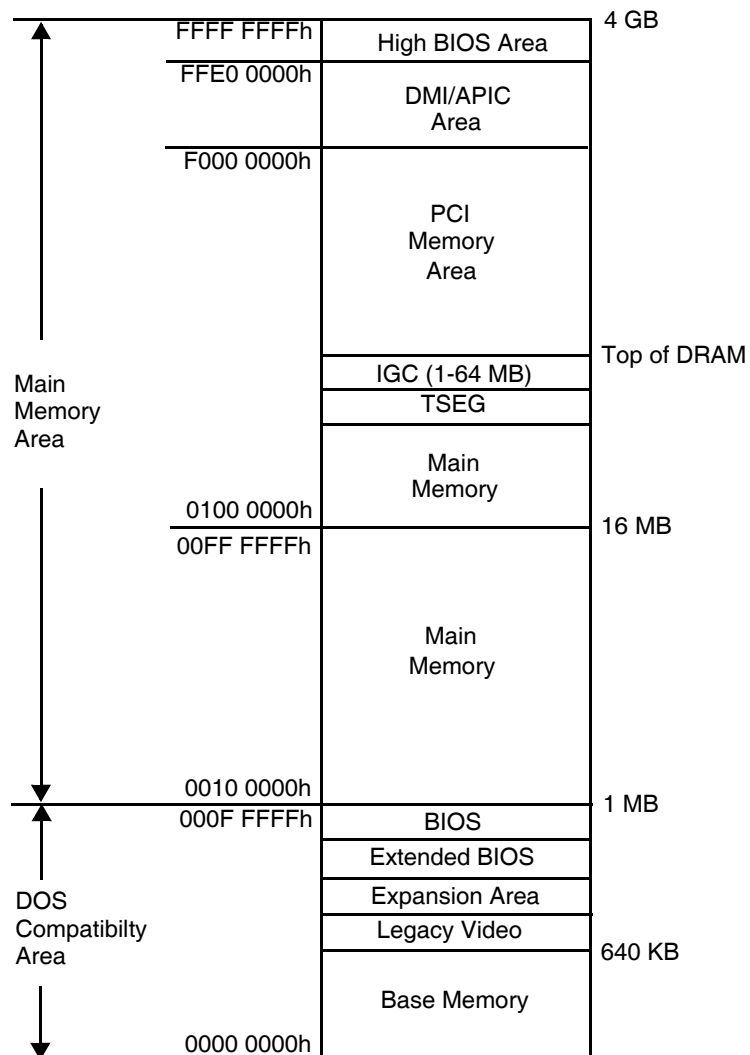 FFFF FFFFh
4 GB
High BIOS Area
FFE0 0000h
DMI/APIC
Area
F000 0000h
PCI
Memory
Area
Top of DRAM
IGC (1-64 MB)
TSEG
Main
Memory
Area
Main
Memory
0100 0000h
16 MB
00FF FFFFh
Main
Memory
0010 0000h
1 MB
000F FFFFh
BIOS
Extended BIOS
Expansion Area
DOS
Compatibilty
Area
Legacy Video
640 KB
Base Memory
0000 0000h